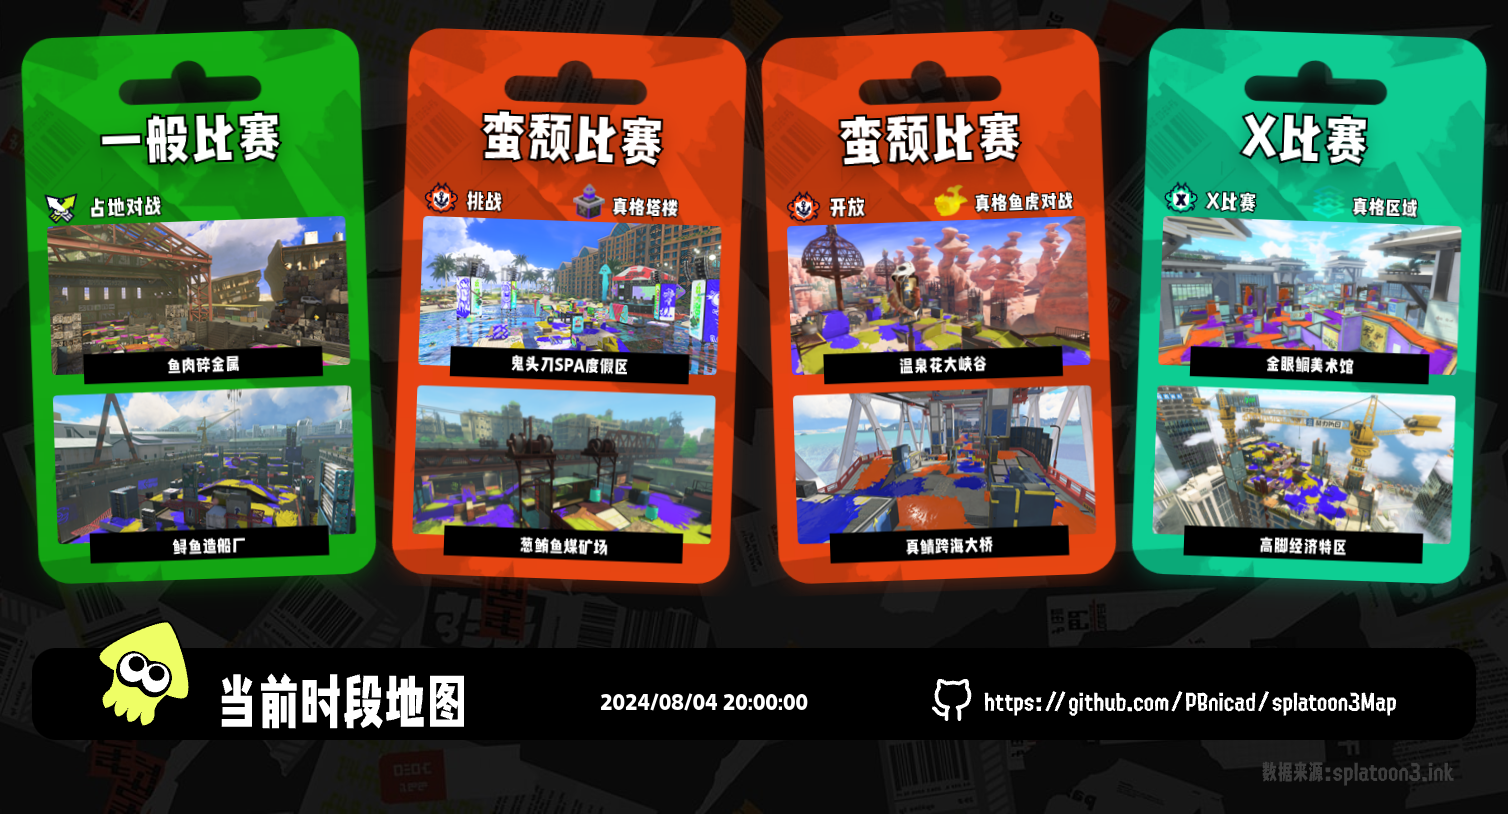 一般比赛
占地对战
鱼肉碎金属
鲟鱼造船厂
蛮颓比赛
挑战
真格塔楼
鬼头刀SPA度假区
葱鲔鱼煤矿场
蛮颓比赛
开放
真格鱼虎对战
温泉花大峡谷
真鲭跨海大桥
X比赛
X比赛
真格区域
金眼鲷美术馆
高脚经济特区
当前时段地图
2024/08/04 20:00:00
https://github.com/PBnicad/splatoon3Map
数据来源:splatoon3.ink